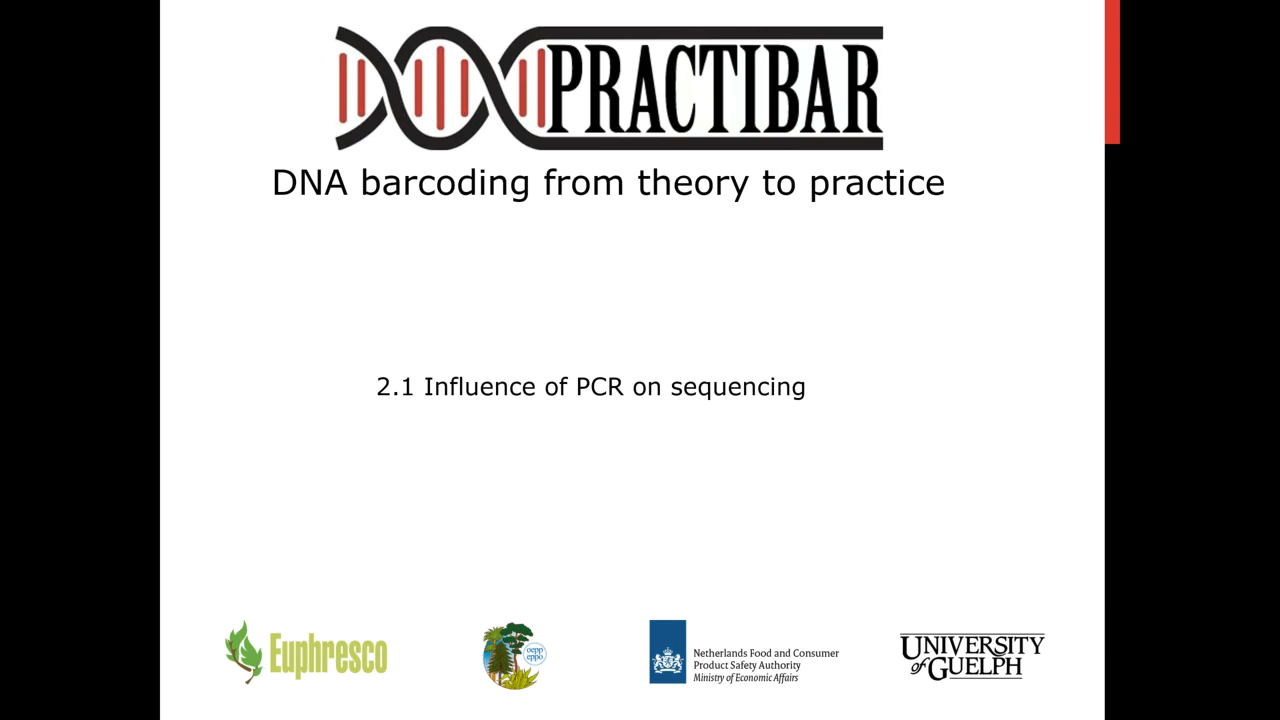 PRACTIBAR
DNA barcoding from theory to practice
2.1 Influence of PCR on sequencing
Euphresco
oepp
eppo
Netherlands Food and Consumer
Product Safety Authority
Ministry of Economic Affairs
UNIVERSITY
of GUELPH